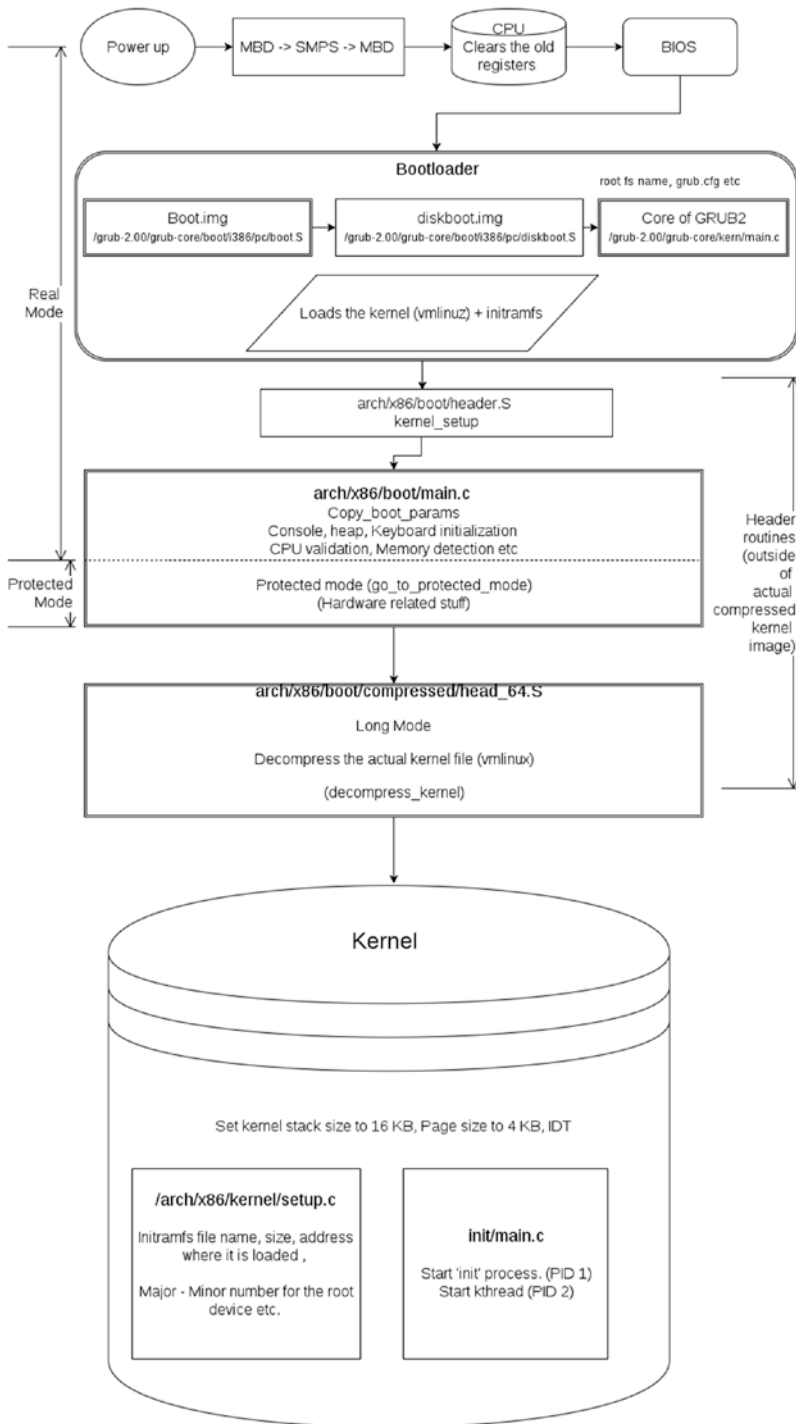 Power up
MBD -> SMPS -> MBD
CPU
Clears the old
registers
BIOS
Bootloader
root fs name, grub.cfg etc
Boot.img
/grub-2.00/grub-core/boot/i386/pc/boot.S
diskboot.img
/grub-2.00/grub-core/boot/i386/pc/diskboot.S
Core of GRUB2
/grub-2.00/grub-core/kern/main.c
Loads the kernel (vmlinuz) + initramfs
Real
Mode
arch/x86/boot/header.S
kernel_setup
arch/x86/boot/main.c
Copy_boot_params
Console, heap, Keyboard initialization
CPU validation, Memory detection etc
Protected
Mode
Protected mode (go_to_protected_mode)
(Hardware related stuff)
Header
routines
(outside
of
actual
compressed
kernel
image)
arch/x86/boot/compressed/head_64.S
Long Mode
Decompress the actual kernel file (vmlinux)
(decompress_kernel)
Kernel
Set kernel stack size to 16 KB, Page size to 4 KB, IDT
/arch/x86/kernel/setup.c
Initramfs file name, size, address
where it is loaded ,
Major - Minor number for the root
device etc.
init/main.c
Start 'init' process. (PID 1)
Start kthread (PID 2)